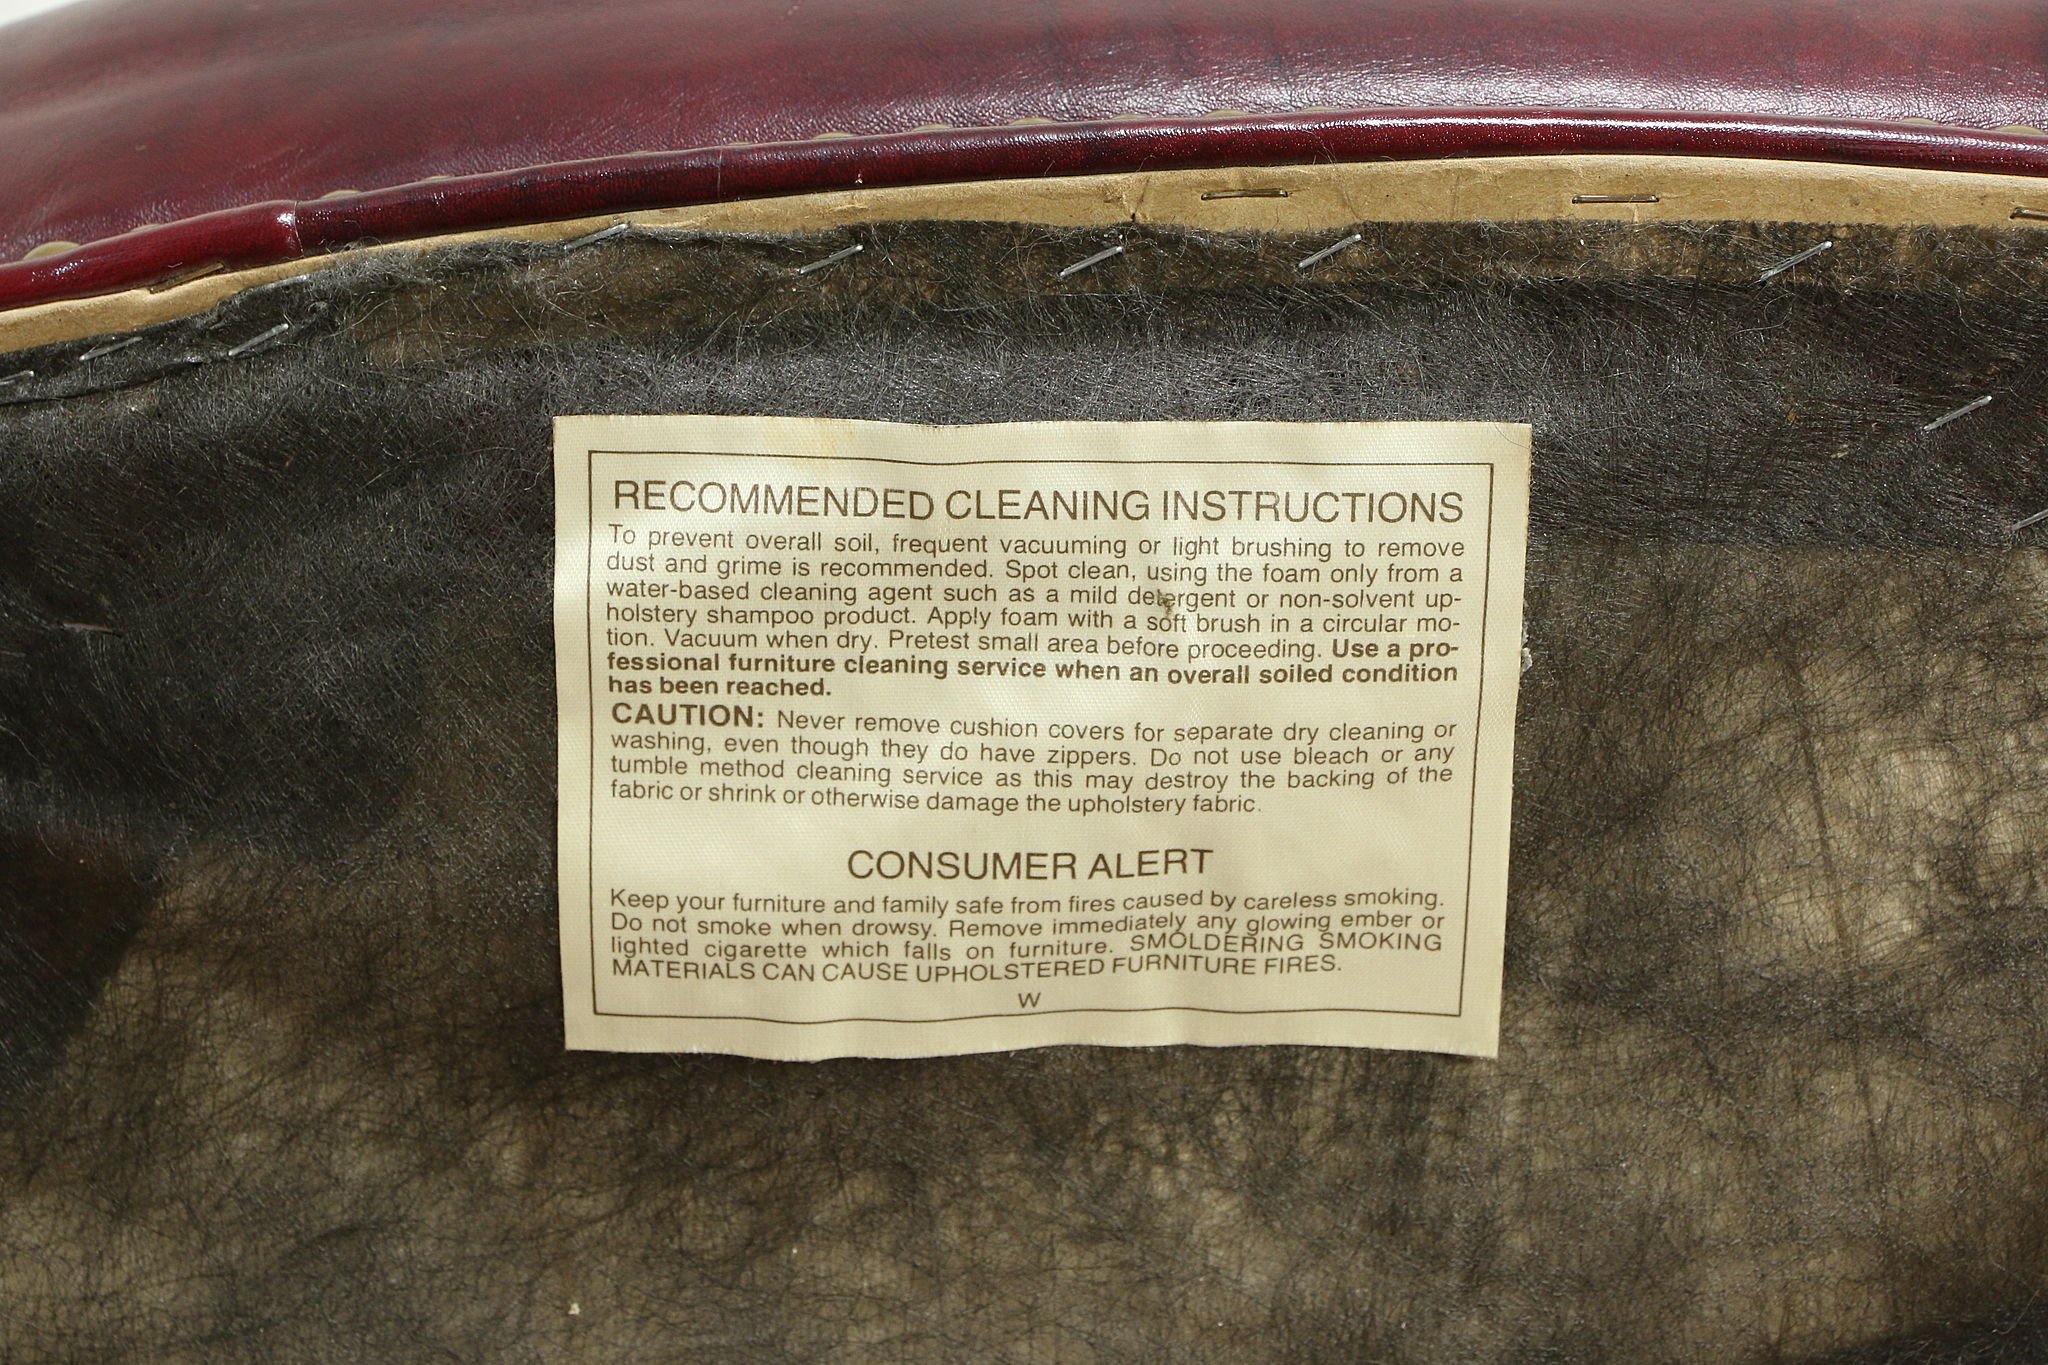 RECOMMENDED CLEANING INSTRUCTIONS
To prevent overall soil, frequent vacuuming or light brushing to remove
dust and grime is recommended. Spot clean, using the foam only from a
water-based cleaning agent such as a mild detergent or non-solvent up-
holstery shampoo product. Apply foam with a soft brush in a circular mo-
tion. Vacuum when dry. Pretest small area before proceeding. Use a pro-
fessional furniture cleaning service when an overall soiled condition
has been reached.
CAUTION: Never remove cushion covers for separate dry cleaning or
washing, even though they do have zippers. Do not use bleach or any
tumble method cleaning service as this may destroy the backing of the
fabric or shrink or otherwise damage the upholstery fabric.
CONSUMER ALERT
Keep your furniture and family safe from fires caused by careless smoking.
Do not smoke when drowsy. Remove immediately any glowing ember or
lighted cigarette which falls on furniture. SMOLDERING SMOKING
MATERIALS CAN CAUSE UPHOLSTERED FURNITURE FIRES.
W